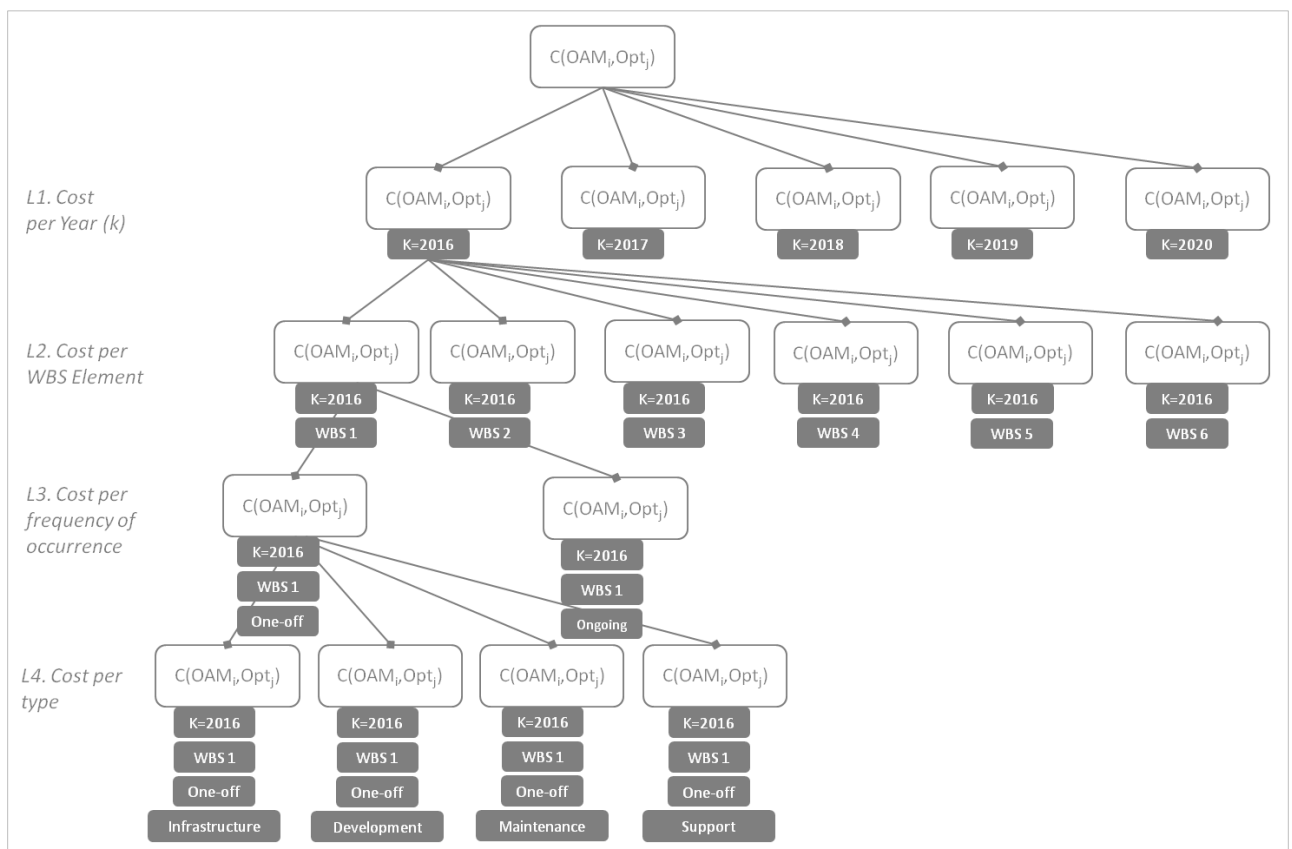 C(OAMi,Optj)
L1. Cost
per Year (k)
C(OAMi,Optj) C(OAMi,Optj) C(OAMi,Optj) C(OAMi,Optj) C(OAMi,Optj)
K=2016 K=2017 K=2018 K=2019 K=2020
L2. Cost per
WBS Element
C(OAMi,Optj) C(OAMi,Optj) C(OAMi,Optj) C(OAMi,Optj) C(OAMi,Optj) C(OAMi,Optj)
K=2016 K=2016 K=2016 K=2016 K=2016 K=2016
WBS 1 WBS 2 WBS 3 WBS 4 WBS 5 WBS 6
L3. Cost per
frequency of
occurrence
C(OAMi,Optj) C(OAMi,Optj)
K=2016 K=2016
WBS 1 WBS 1
One-off Ongoing
L4. Cost per
type
C(OAMi,Optj) C(OAMi,Optj) C(OAMi,Optj) C(OAMi,Optj)
K=2016 K=2016 K=2016 K=2016
WBS 1 WBS 1 WBS 1 WBS 1
One-off One-off One-off One-off
Infrastructure Development Maintenance Support